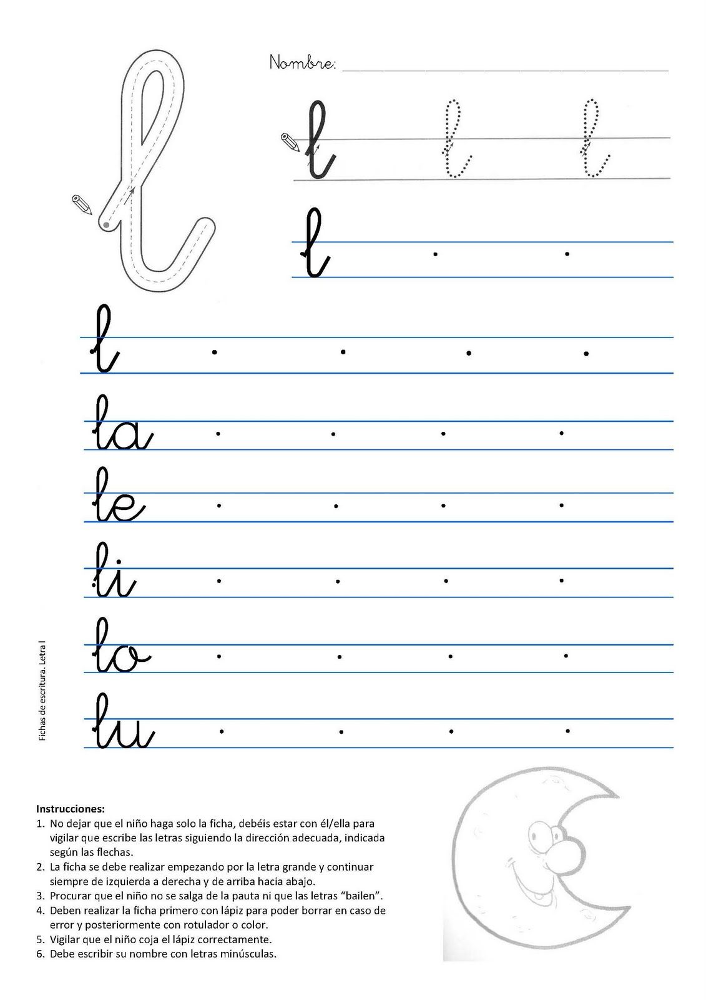 Nombre:
l l l
l
l
la
le
li
lo
lu
Fichas de escritura. Letra l
Instrucciones:
1. No dejar que el niño haga solo la ficha, debéis estar con él/ella para
vigilar que escribe las letras siguiendo la dirección adecuada, indicada
según las flechas.
2. La ficha se debe realizar empezando por la letra grande y continuar
siempre de izquierda a derecha y de arriba hacia abajo.
3. Procurar que el niño no se salga de la pauta ni que las letras “bailen”.
4. Deben realizar la ficha primero con lápiz para poder borrar en caso de
error y posteriormente con rotulador o color.
5. Vigilar que el niño coja el lápiz correctamente.
6. Debe escribir su nombre con letras minúsculas.